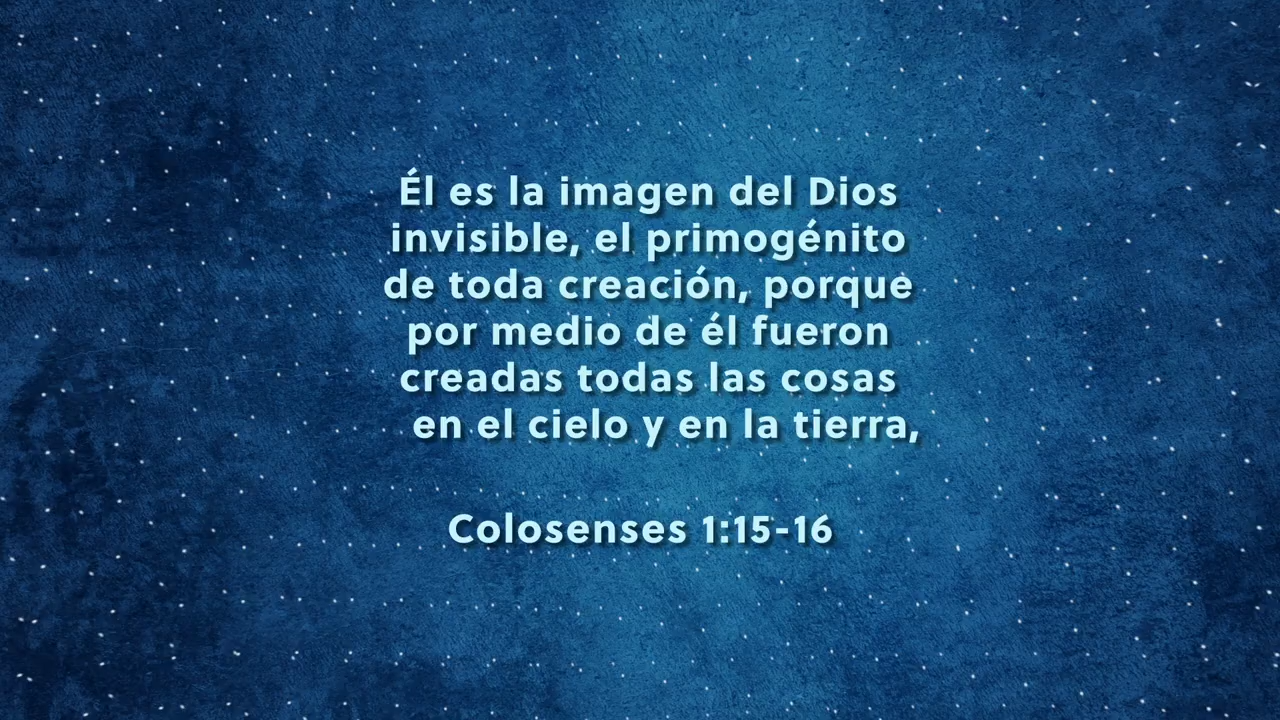 Él es la imagen del Dios
invisible, el primogénito
de toda creación, porque
por medio de él fueron
creadas todas las cosas
en el cielo y en la tierra,
Colosenses 1:15-16